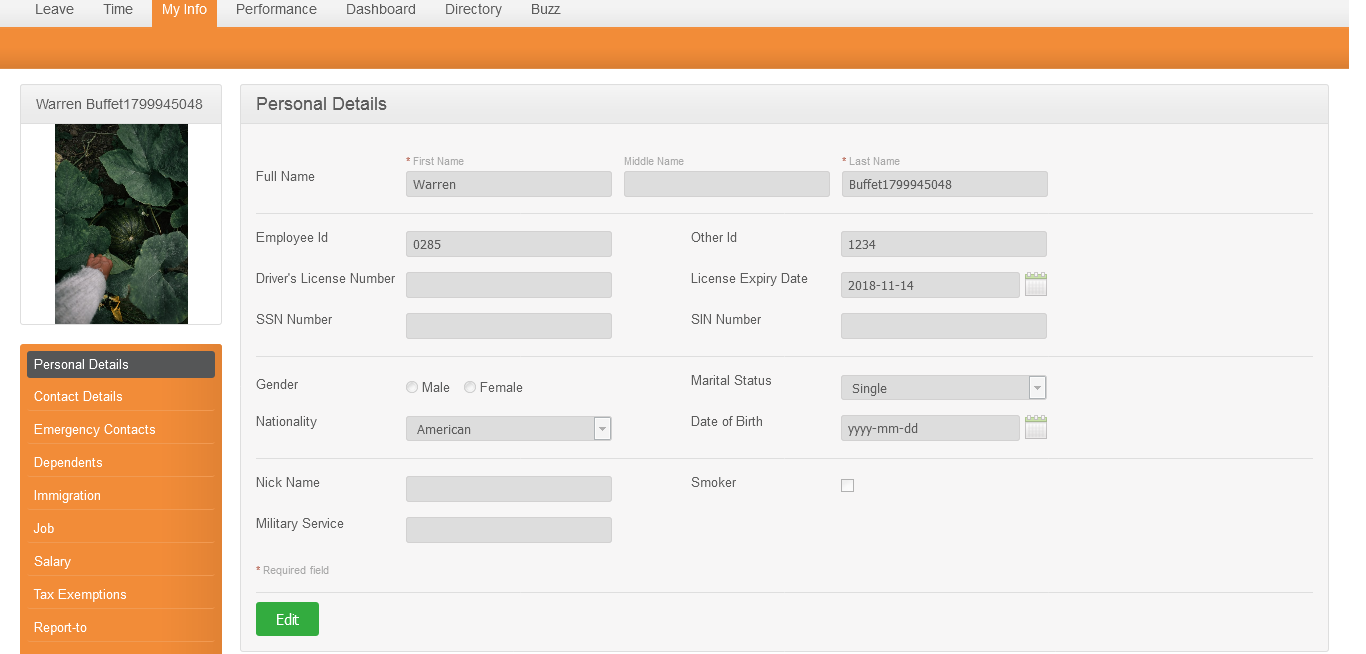 Leave Time My Info Performance Dashboard Directory Buzz
Warren Buffet1799945048
Personal Details
Contact Details
Emergency Contacts
Dependents
Immigration
Job
Salary
Tax Exemptions
Report-to
Personal Details
* First Name Middle Name * Last Name
Full Name Warren Buffet1799945048
Employee Id 0285 Other Id 1234
Driver's License Number License Expiry Date 2018-11-14
SSN Number SIN Number
Gender Male Female Marital Status Single
Nationality American Date of Birth yyyy-mm-dd
Nick Name Smoker
Military Service
* Required field
Edit